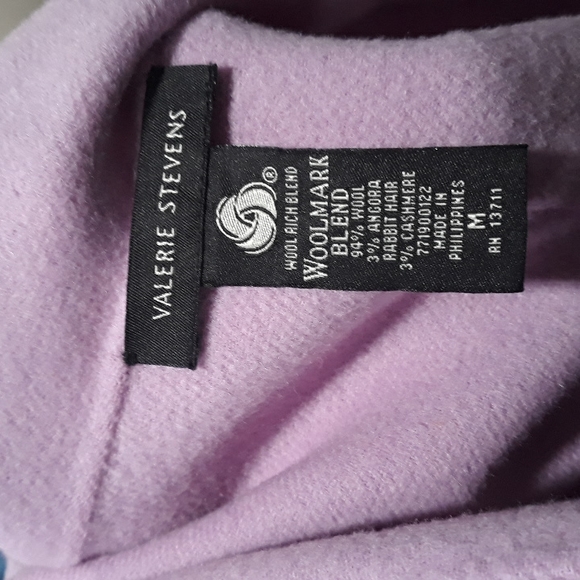 VALERIE STEVENS
®
WOOL RICH BLEND
WOOLMARK
BLEND
94% WOOL
3% ANGORA
RABBIT HAIR
3% CASHMERE
771900122
MADE IN
PHILIPPINES
M
RN 13711